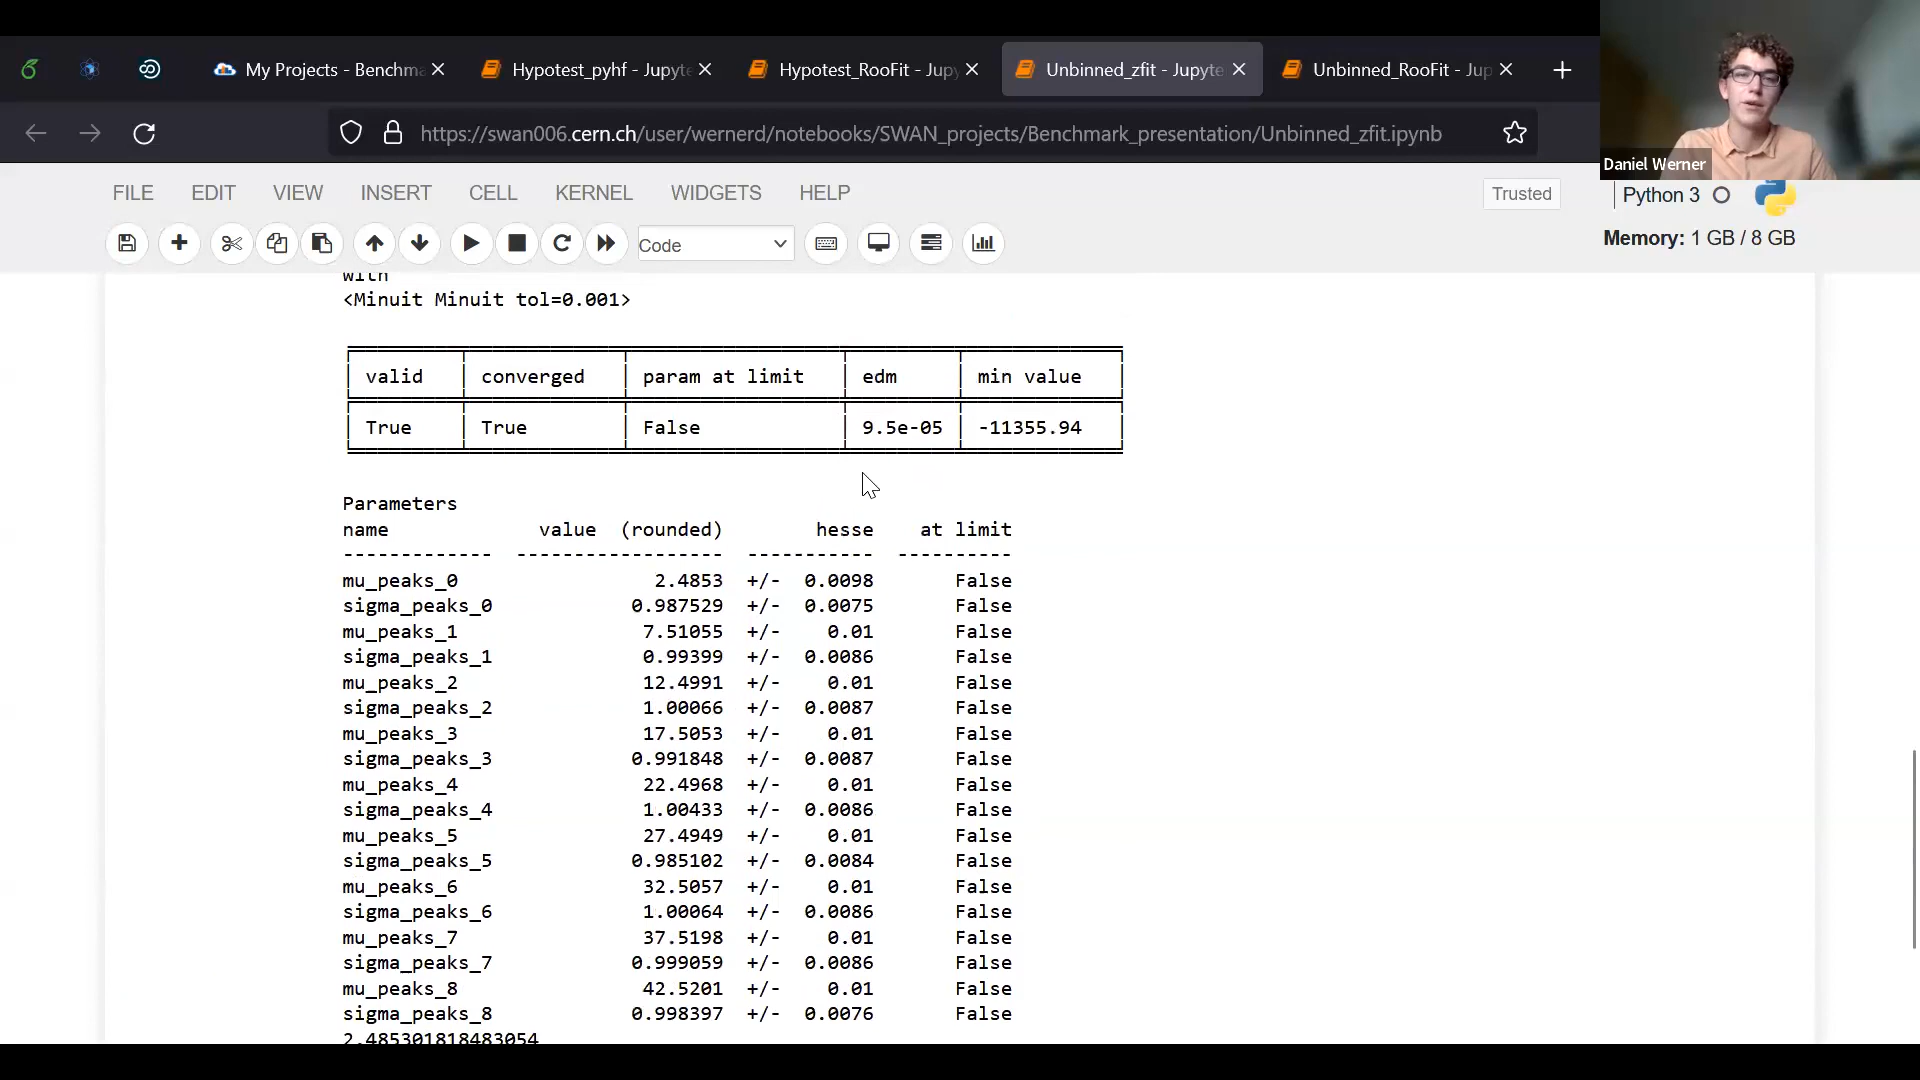 My Projects - Benchma
Hypotest_pyhf - Jupyte
Hypotest_RooFit - Jupy
Unbinned_zfit - Jupyte
Unbinned_RooFit - Jup
https://swan006.cern.ch/user/wernerd/notebooks/SWAN_projects/Benchmark_presentation/Unbinned_zfit.ipynb
Daniel Werner
FILE EDIT VIEW INSERT CELL KERNEL WIDGETS HELP
Trusted
Python 3
Code
Memory: 1 GB / 8 GB
with
<Minuit Minuit tol=0.001>
valid converged param at limit edm min value
True True False 9.5e-05 -11355.94
Parameters
name value (rounded) hesse at limit
------------- ------------------ ----------- ----------
mu_peaks_0 2.4853 +/- 0.0098 False
sigma_peaks_0 0.987529 +/- 0.0075 False
mu_peaks_1 7.51055 +/- 0.01 False
sigma_peaks_1 0.99399 +/- 0.0086 False
mu_peaks_2 12.4991 +/- 0.01 False
sigma_peaks_2 1.00066 +/- 0.0087 False
mu_peaks_3 17.5053 +/- 0.01 False
sigma_peaks_3 0.991848 +/- 0.0087 False
mu_peaks_4 22.4968 +/- 0.01 False
sigma_peaks_4 1.00433 +/- 0.0086 False
mu_peaks_5 27.4949 +/- 0.01 False
sigma_peaks_5 0.985102 +/- 0.0084 False
mu_peaks_6 32.5057 +/- 0.01 False
sigma_peaks_6 1.00064 +/- 0.0086 False
mu_peaks_7 37.5198 +/- 0.01 False
sigma_peaks_7 0.999059 +/- 0.0086 False
mu_peaks_8 42.5201 +/- 0.01 False
sigma_peaks_8 0.998397 +/- 0.0076 False
2.485301818483054